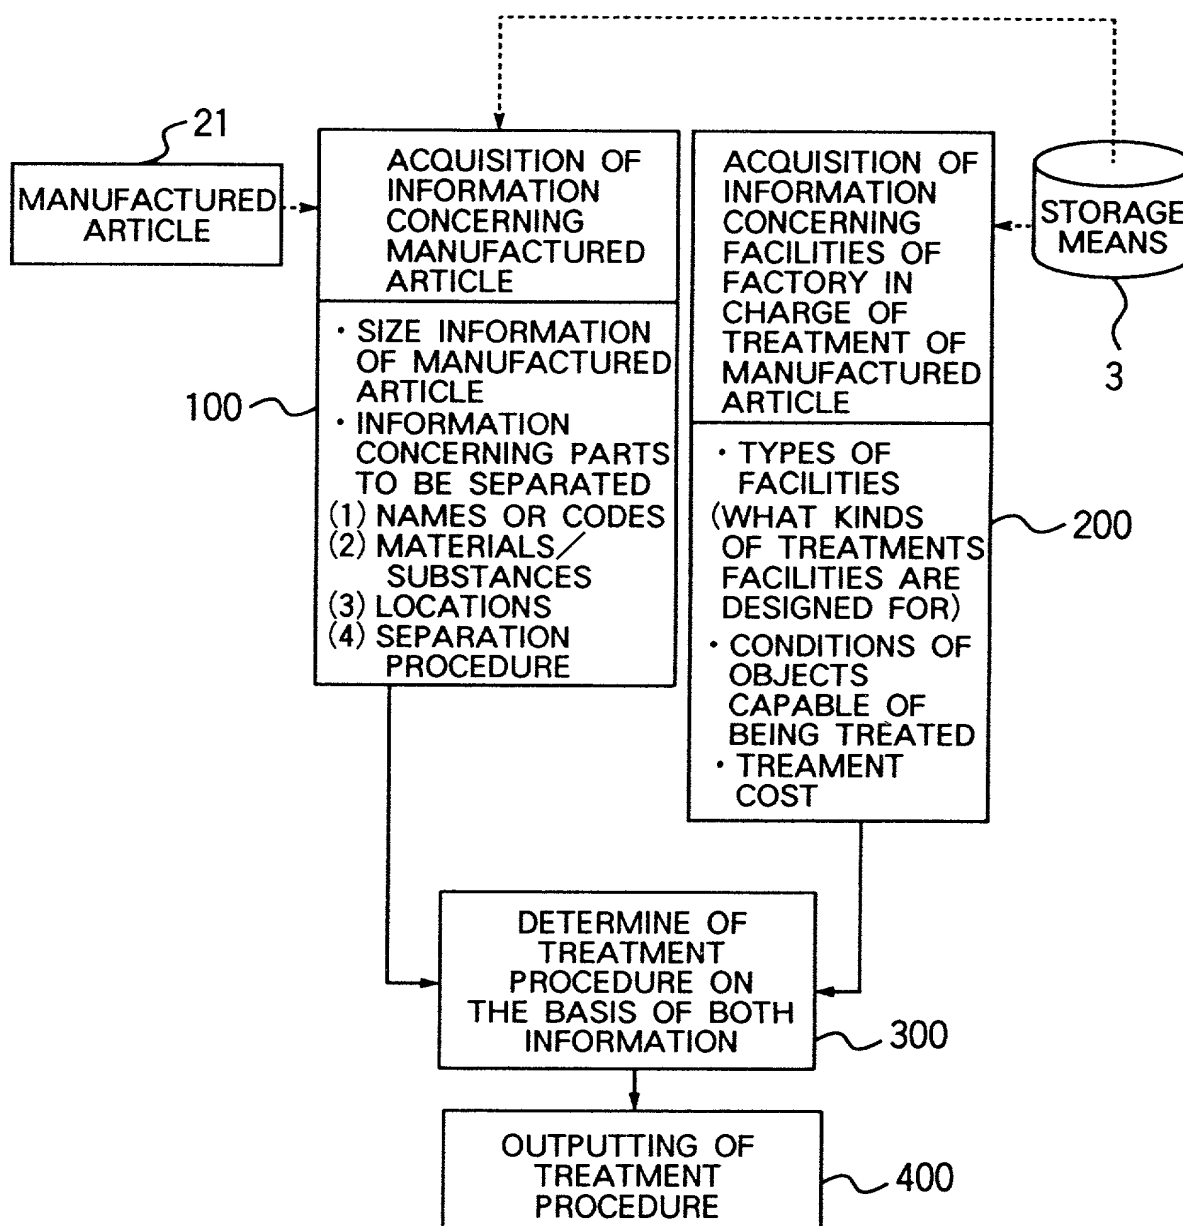 21
MANUFACTURED
ARTICLE
ACQUISITION OF
INFORMATION
CONCERNING
MANUFACTURED
ARTICLE
· SIZE INFORMATION
OF MANUFACTURED
ARTICLE
· INFORMATION
CONCERNING PARTS
TO BE SEPARATED
(1) NAMES OR CODES
(2) MATERIALS/
SUBSTANCES
(3) LOCATIONS
(4) SEPARATION
PROCEDURE
100
ACQUISITION OF
INFORMATION
CONCERNING
FACILITIES OF
FACTORY IN
CHARGE OF
TREATMENT OF
MANUFACTURED
ARTICLE
· TYPES OF
FACILITIES
(WHAT KINDS
OF TREATMENTS
FACILITIES ARE
DESIGNED FOR)
· CONDITIONS OF
OBJECTS
CAPABLE OF
BEING TREATED
· TREAMENT
COST
200
STORAGE
MEANS
3
DETERMINE OF
TREATMENT
PROCEDURE ON
THE BASIS OF BOTH
INFORMATION
300
OUTPUTTING OF
TREATMENT
PROCEDURE
400